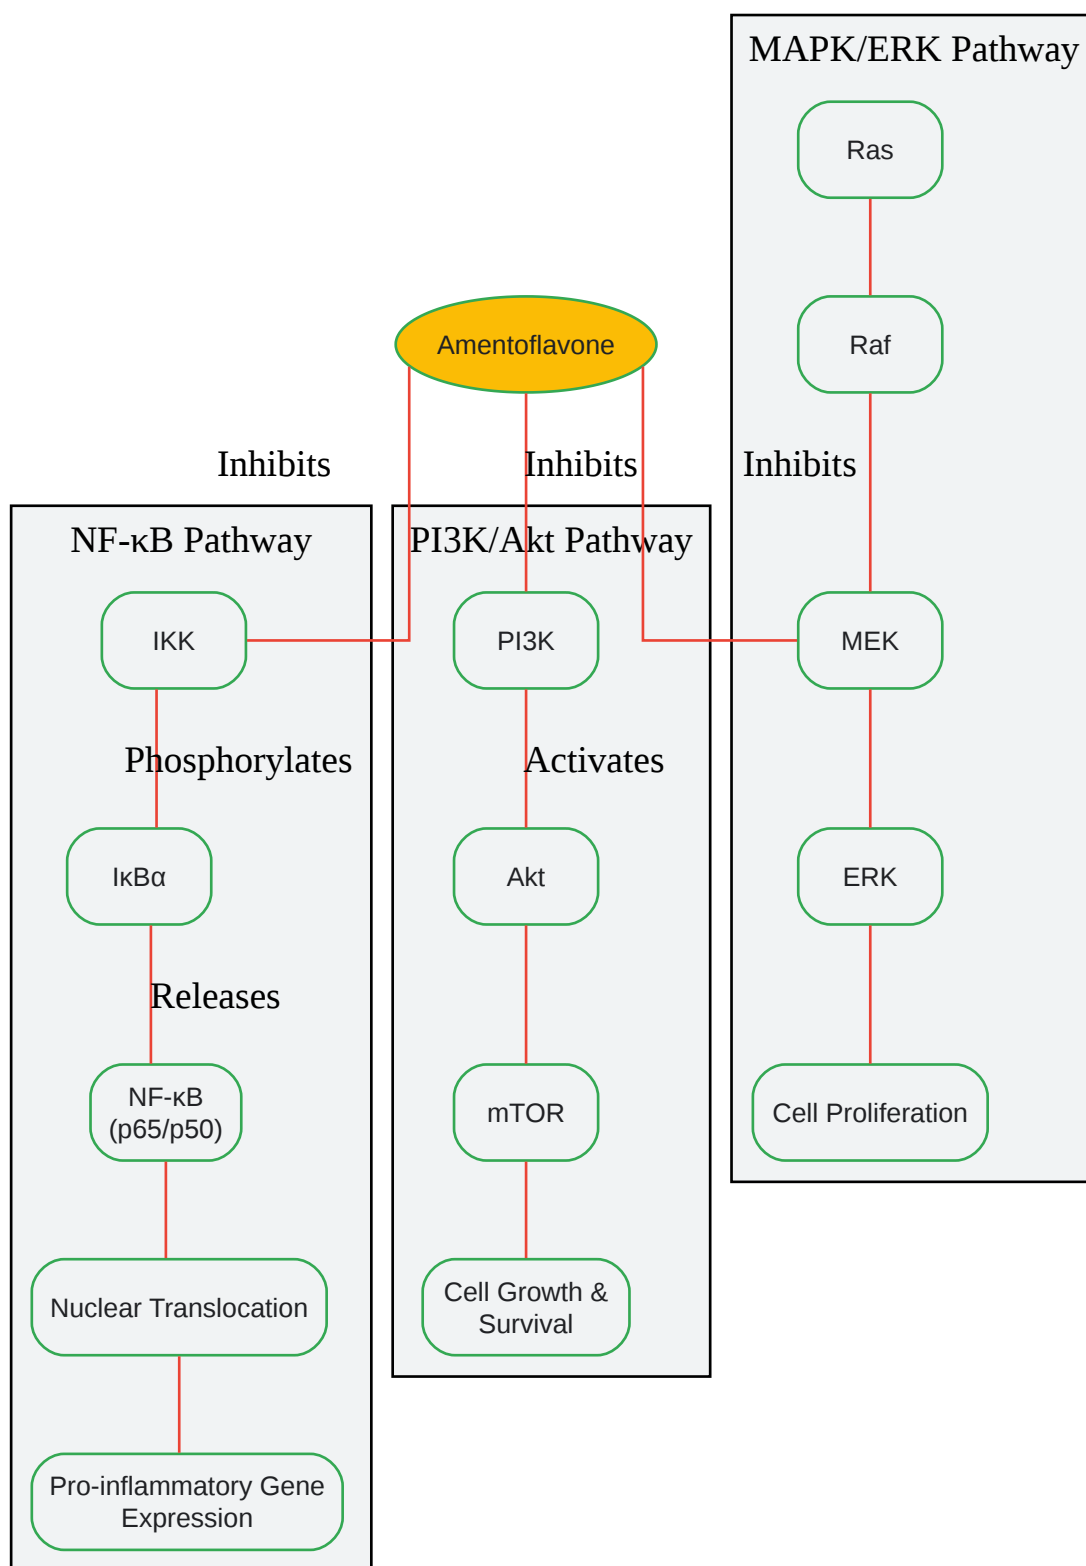 MAPK/ERK Pathway
Ras
Amentoflavone
Raf
Inhibits
Inhibits
Inhibits
NF-κB Pathway
PI3K/Akt Pathway
IKK
PI3K
MEK
Phosphorylates
Activates
IκBα
Akt
ERK
Releases
NF-κB
(p65/p50)
mTOR
Cell Proliferation
Nuclear Translocation
Cell Growth &
Survival
Pro-inflammatory Gene
Expression